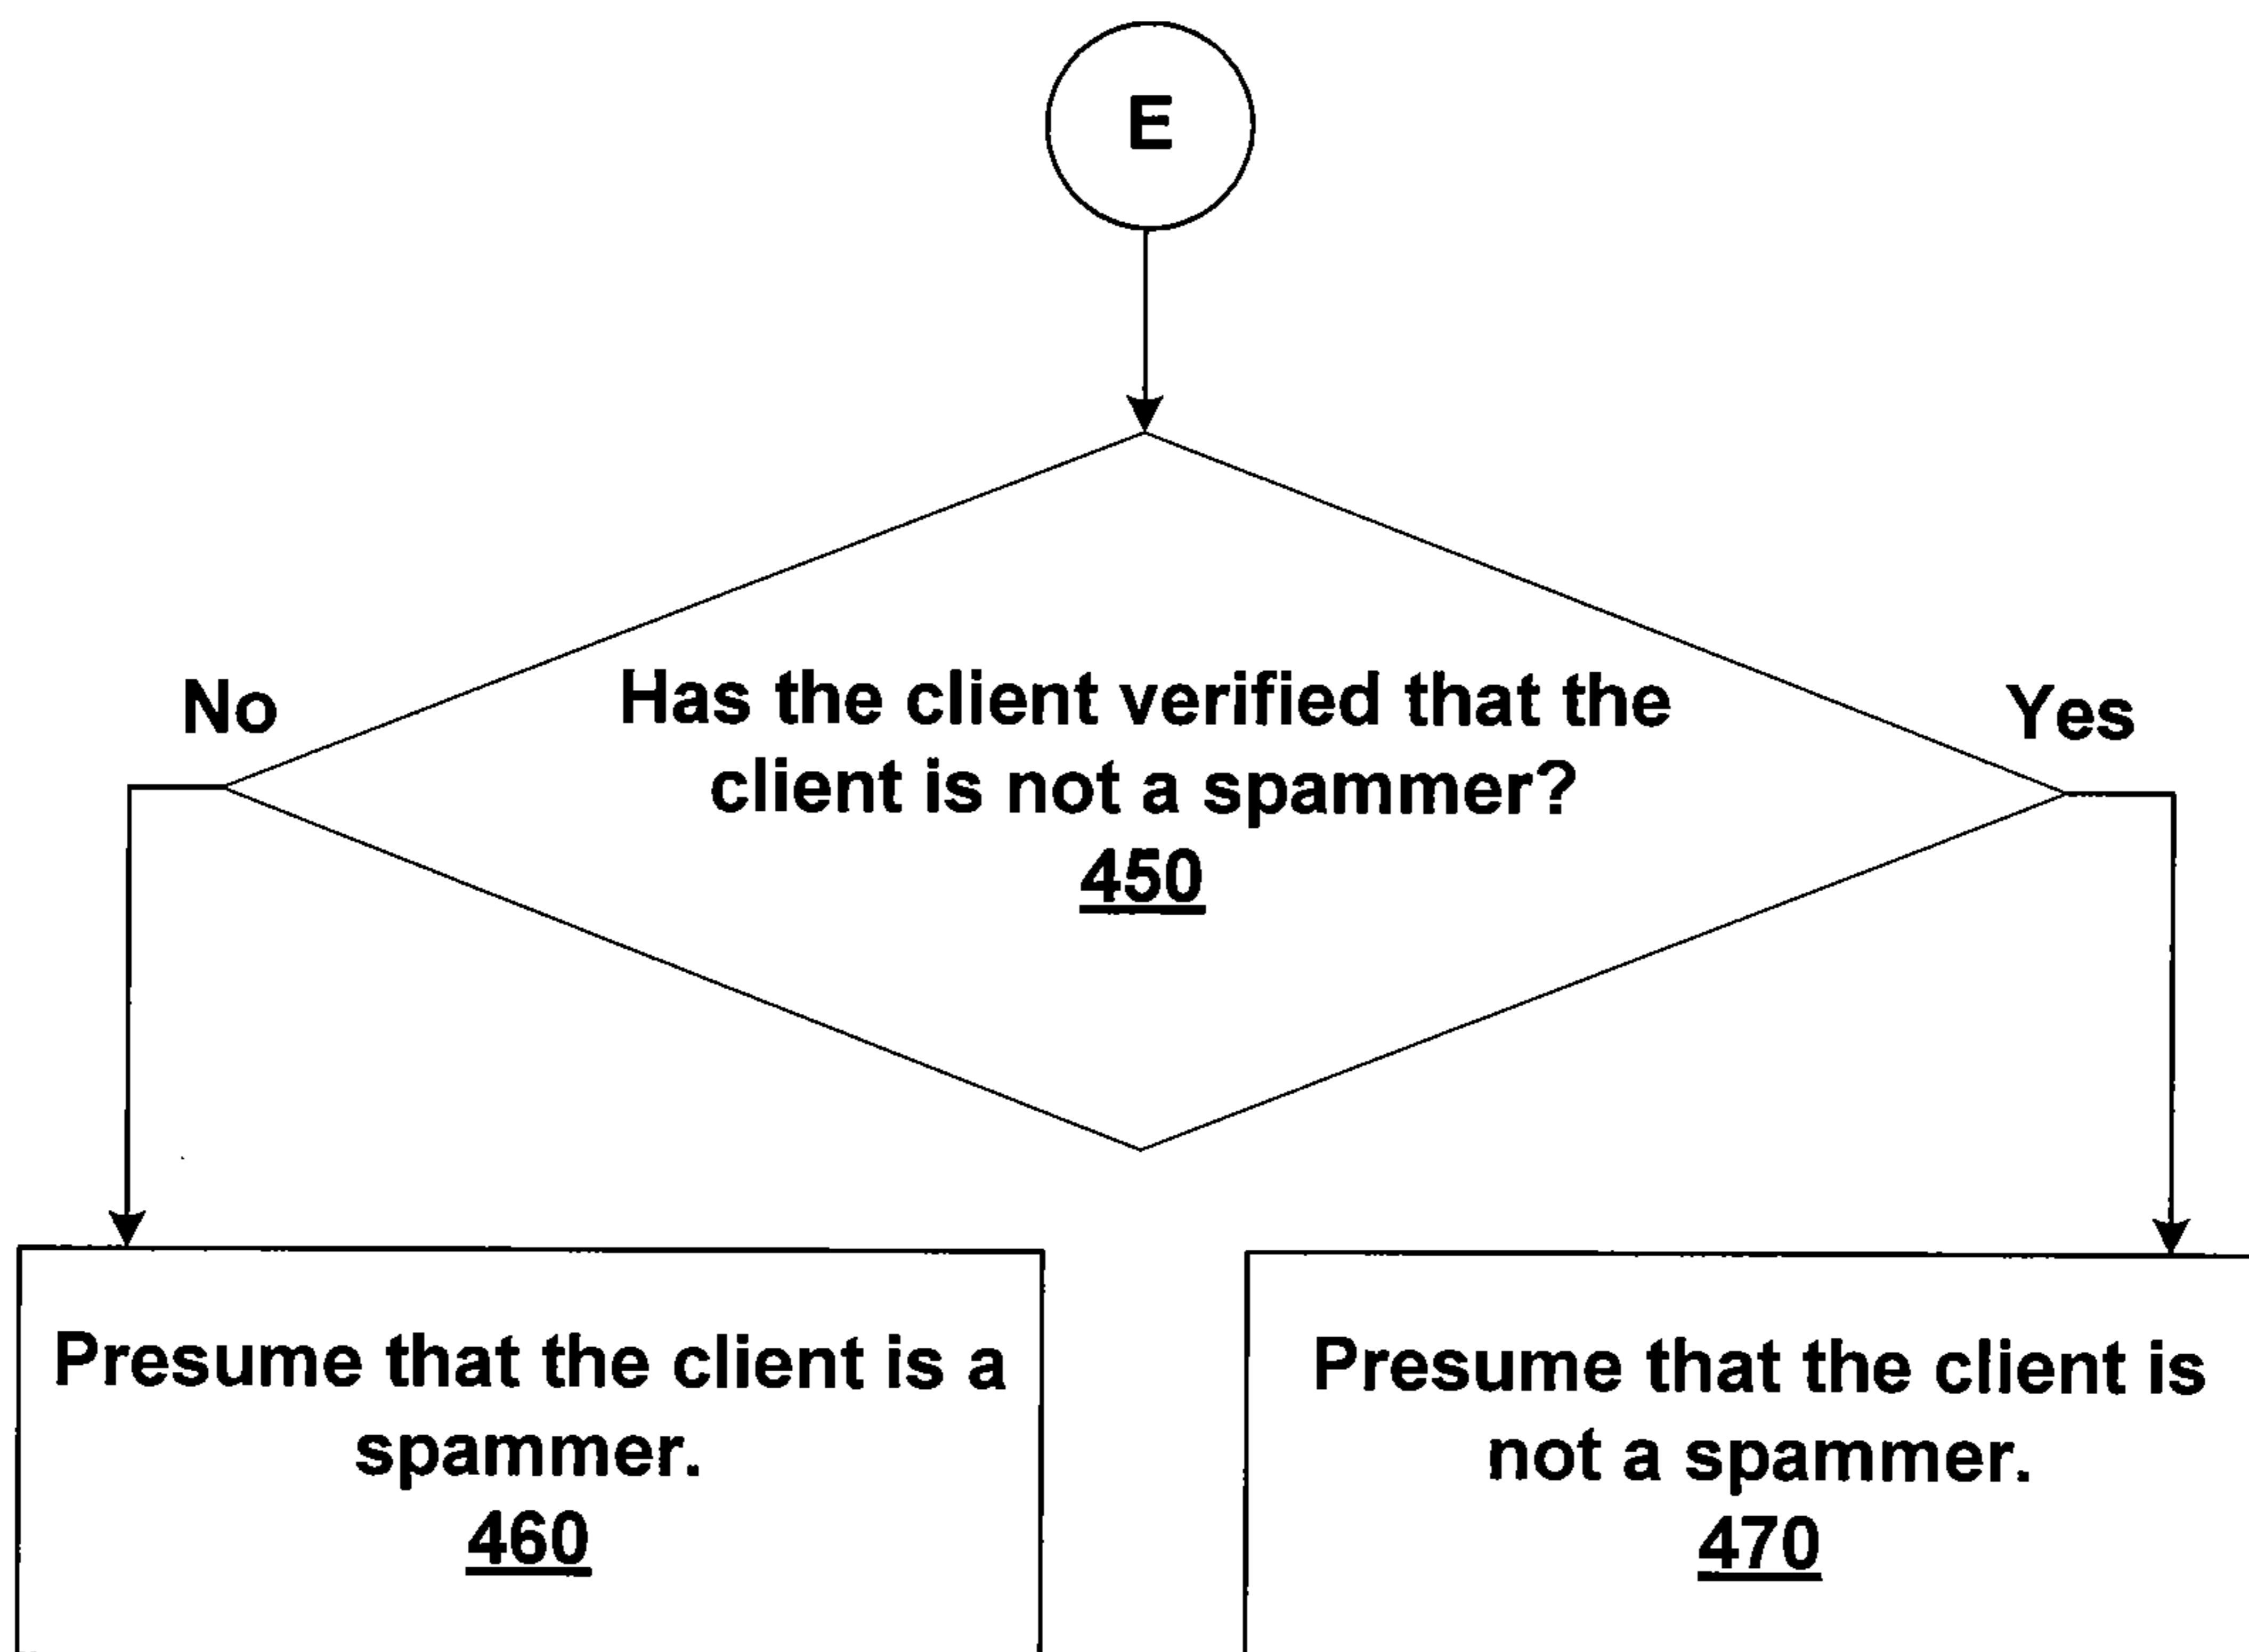 E
Has the client verified that the
client is not a spammer?
450
No
Yes
Presume that the client is a
spammer.
460
Presume that the client is
not a spammer.
470